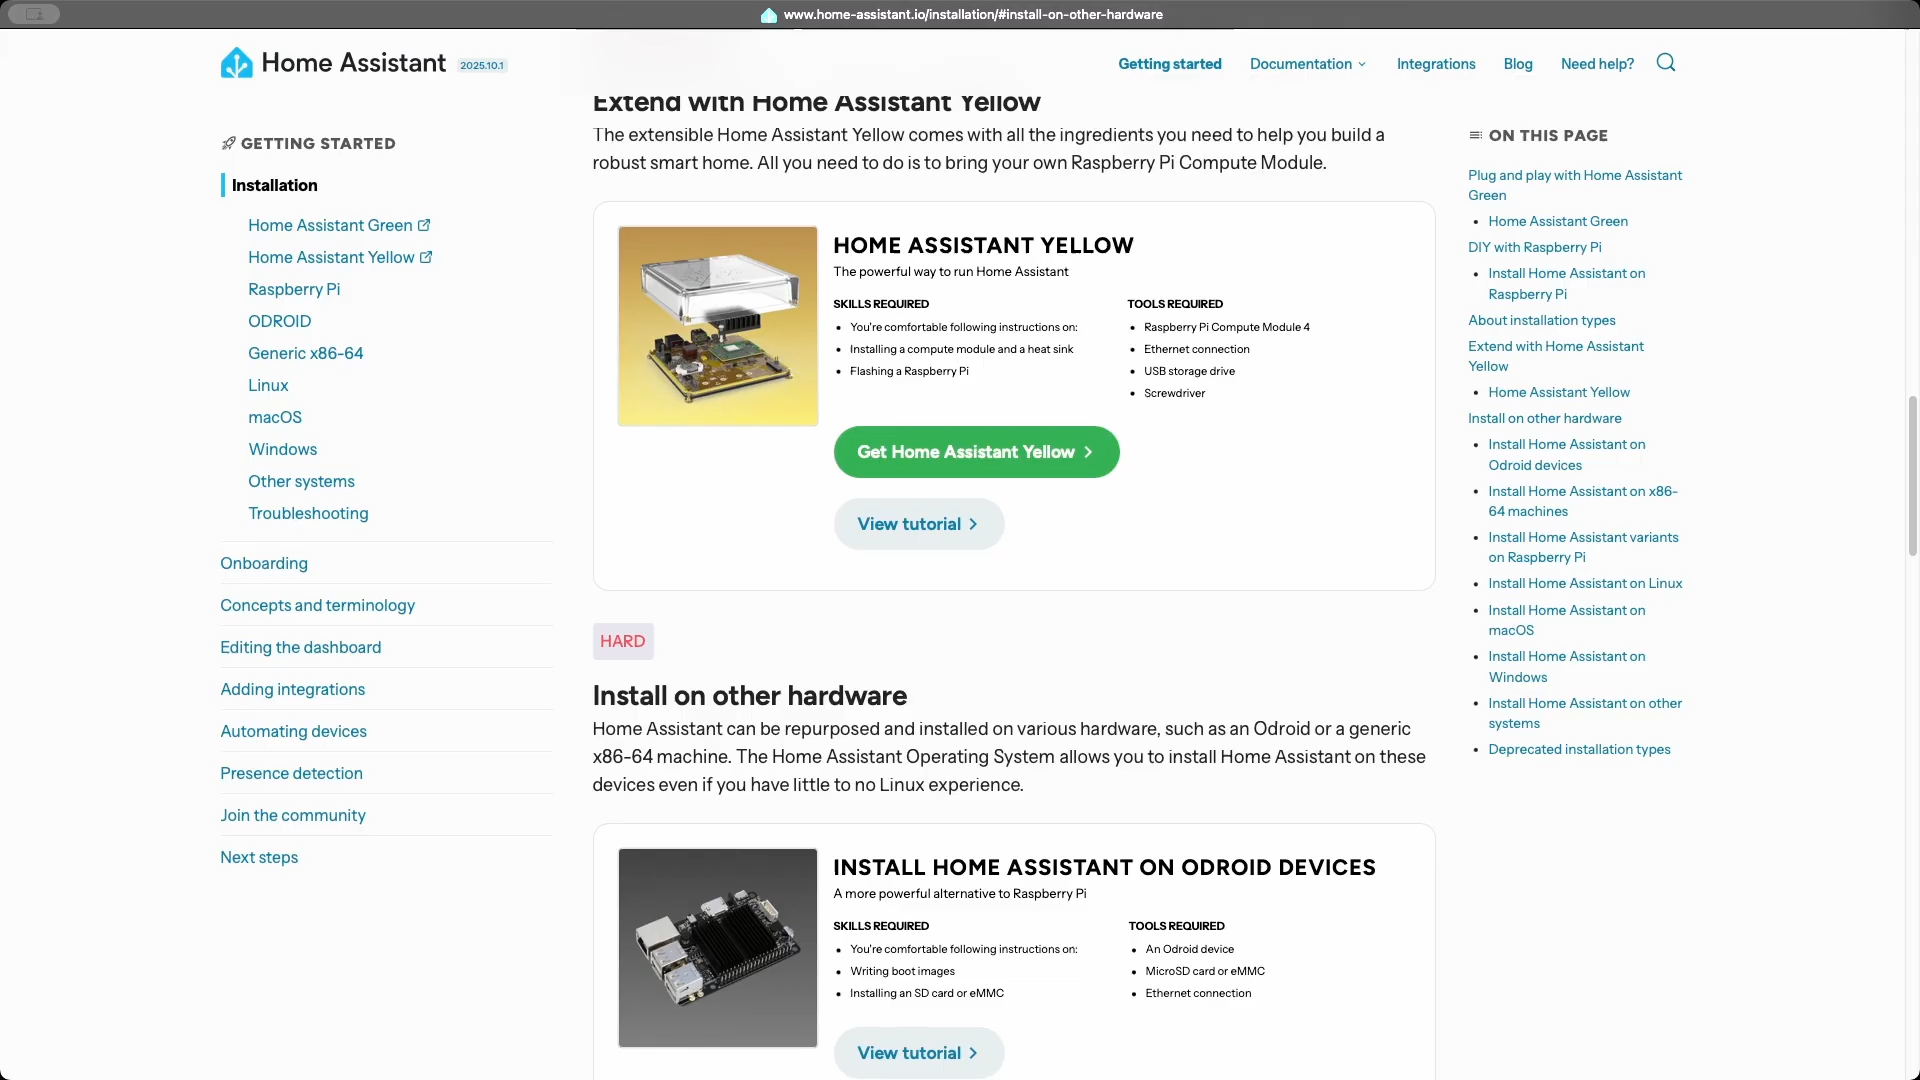 www.home-assistant.io/installation/#install-on-other-hardware
Home Assistant 2025.10.1
Getting started
Documentation
Integrations
Blog
Need help?
GETTING STARTED
Installation
Home Assistant Green
Home Assistant Yellow
Raspberry Pi
ODROID
Generic x86-64
Linux
macOS
Windows
Other systems
Troubleshooting
Onboarding
Concepts and terminology
Editing the dashboard
Adding integrations
Automating devices
Presence detection
Join the community
Next steps
Extend with Home Assistant Yellow
The extensible Home Assistant Yellow comes with all the ingredients you need to help you build a
robust smart home. All you need to do is to bring your own Raspberry Pi Compute Module.
HOME ASSISTANT YELLOW
The powerful way to run Home Assistant
SKILLS REQUIRED
You're comfortable following instructions on:
Installing a compute module and a heat sink
Flashing a Raspberry Pi
TOOLS REQUIRED
Raspberry Pi Compute Module 4
Ethernet connection
USB storage drive
Screwdriver
Get Home Assistant Yellow
View tutorial
HARD
Install on other hardware
Home Assistant can be repurposed and installed on various hardware, such as an Odroid or a generic
x86-64 machine. The Home Assistant Operating System allows you to install Home Assistant on these
devices even if you have little to no Linux experience.
INSTALL HOME ASSISTANT ON ODROID DEVICES
A more powerful alternative to Raspberry Pi
SKILLS REQUIRED
You're comfortable following instructions on:
Writing boot images
Installing an SD card or eMMC
TOOLS REQUIRED
An Odroid device
MicroSD card or eMMC
Ethernet connection
View tutorial
ON THIS PAGE
Plug and play with Home Assistant
Green
Home Assistant Green
DIY with Raspberry Pi
Install Home Assistant on
Raspberry Pi
About installation types
Extend with Home Assistant
Yellow
Home Assistant Yellow
Install on other hardware
Install Home Assistant on
Odroid devices
Install Home Assistant on x86-
64 machines
Install Home Assistant variants
on Raspberry Pi
Install Home Assistant on Linux
Install Home Assistant on
macOS
Install Home Assistant on
Windows
Install Home Assistant on other
systems
Deprecated installation types